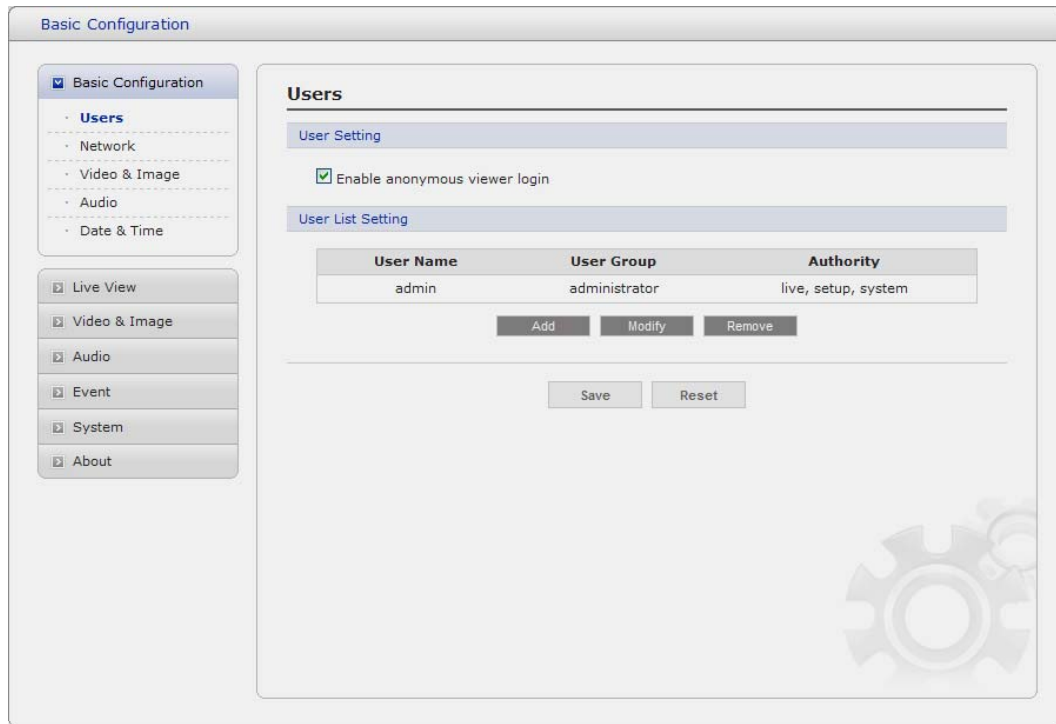 Basic Configuration
Basic Configuration
Users
Network
Video & Image
Audio
Date & Time
Live View
Video & Image
Audio
Event
System
About
Users
User Setting
Enable anonymous viewer login
User List Setting
User Name User Group Authority
admin administrator live, setup, system
Add Modify Remove
Save Reset